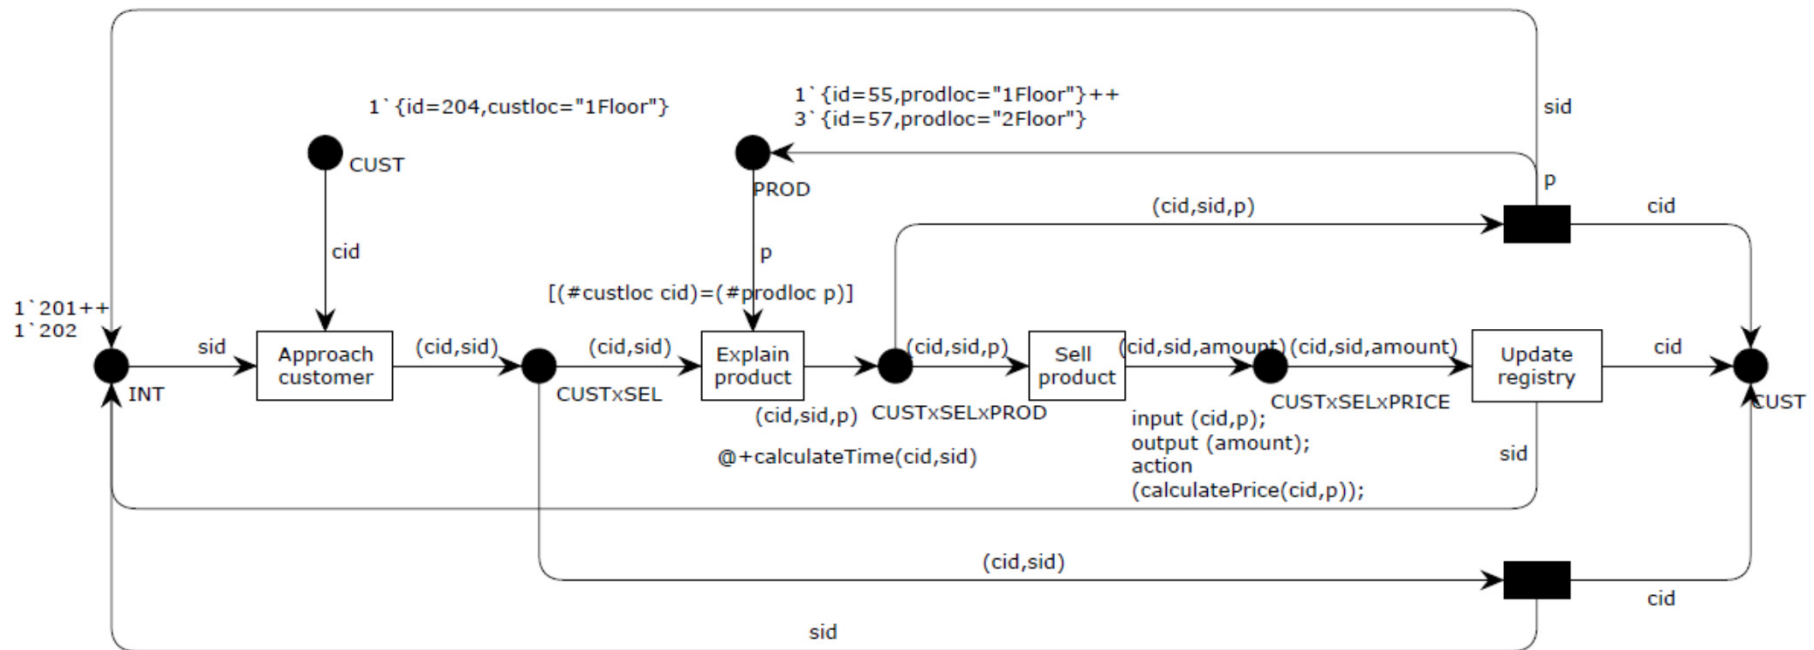 1`{id=204,custloc="1Floor"}
1`{id=55,prodloc="1Floor"}++
3`{id=57,prodloc="2Floor"}
sid
CUST
PROD
p
(cid,sid,p)
cid
cid
p
[(#custloc cid)=(#prodloc p)]
1`201++
1`202
sid
Approach
customer
(cid,sid)
(cid,sid)
Explain
product
(cid,sid,p)
Sell
product
(cid,sid,amount)
(cid,sid,amount)
Update
registry
cid
INT
CUSTxSEL
(cid,sid,p)
CUSTxSELxPROD
CUSTxSELxPRICE
CUST
input (cid,p);
output (amount);
action
(calculatePrice(cid,p));
@+calculateTime(cid,sid)
sid
(cid,sid)
cid
sid